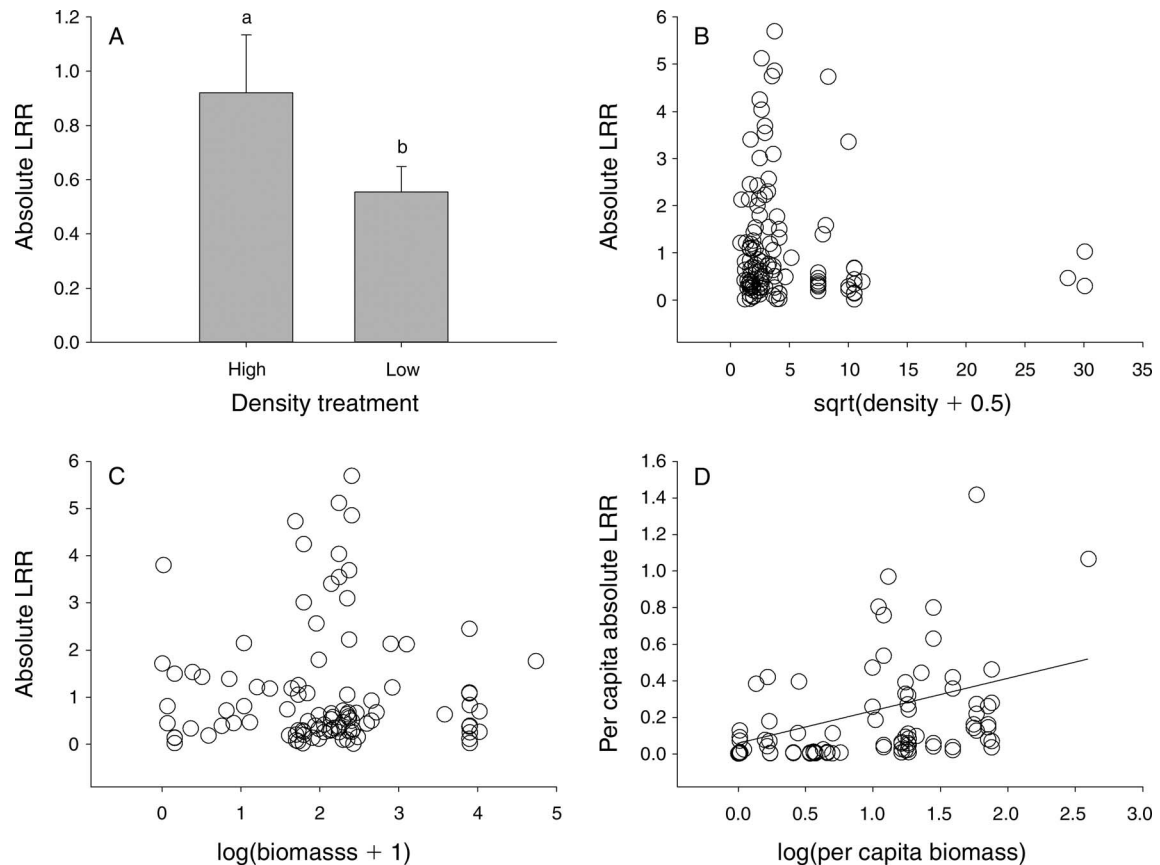 A
a
b
Absolute LRR
1.2
1.0
0.8
0.6
0.4
0.2
0.0
High Low
Density treatment
B
Absolute LRR
6
5
4
3
2
1
0
0 5 10 15 20 25 30 35
sqrt(density + 0.5)
C
Absolute LRR
6
5
4
3
2
1
0
0 1 2 3 4 5
log(biomasss + 1)
D
Per capita absolute LRR
1.6
1.4
1.2
1.0
0.8
0.6
0.4
0.2
0.0
0.0 0.5 1.0 1.5 2.0 2.5 3.0
log(per capita biomass)